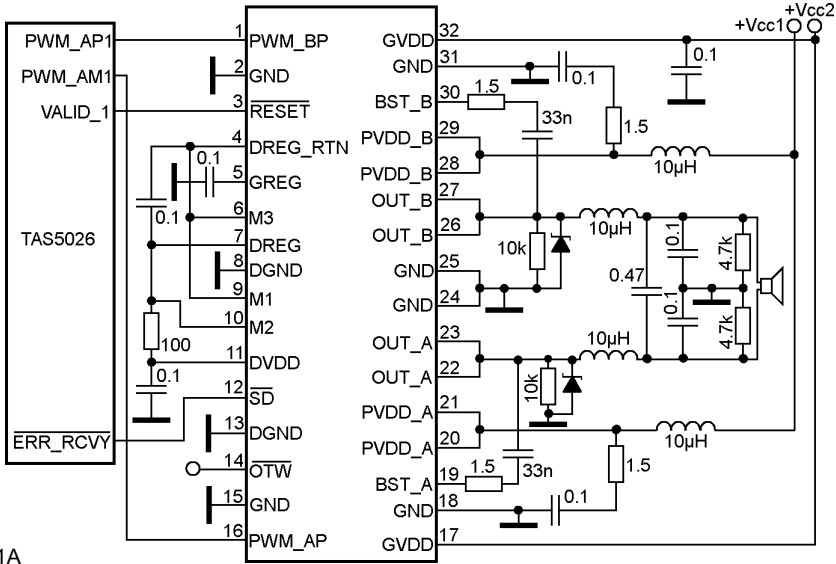 +Vcc2
+Vcc1
PWM_AP1 1 PWM_BP GVDD 32
PWM_AM1 2 GND GND 31 0.1 0.1
VALID_1 3 RESET BST_B 30 1.5 33n 1.5
4 DREG_RTN PVDD_B 29
0.1 5 GREG PVDD_B 28 10µH
0.1 6 M3 OUT_B 27
TAS5026 7 DREG OUT_B 26 10k 10µH 0.1 4.7k
8 DGND GND 25 0.47
9 M1 GND 24 0.1 4.7k
10 M2 OUT_A 23 10µH
100 11 DVDD OUT_A 22 10k
0.1 12 SD PVDD_A 21
ERR_RCVY 13 DGND PVDD_A 20 10µH
14 OTW BST_A 19 1.5 33n 1.5
15 GND GND 18 0.1
16 PWM_AP GVDD 17
1A